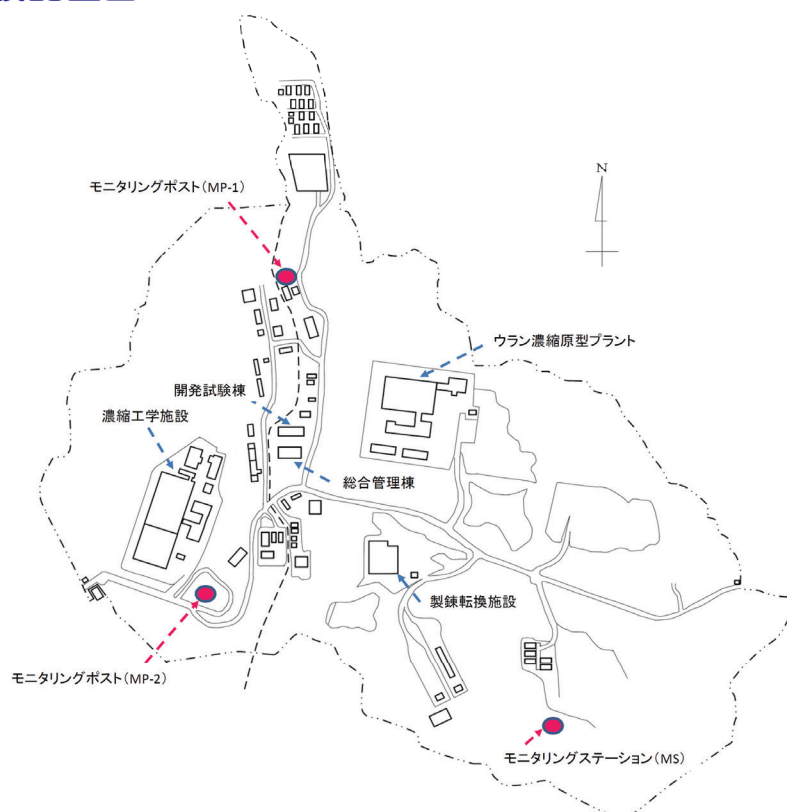 N
モニタリングポスト(MP-1)
ウラン濃縮原型プラント
開発試験棟
濃縮工学施設
総合管理棟
製錬転換施設
モニタリングポスト(MP-2)
モニタリングステーション(MS)